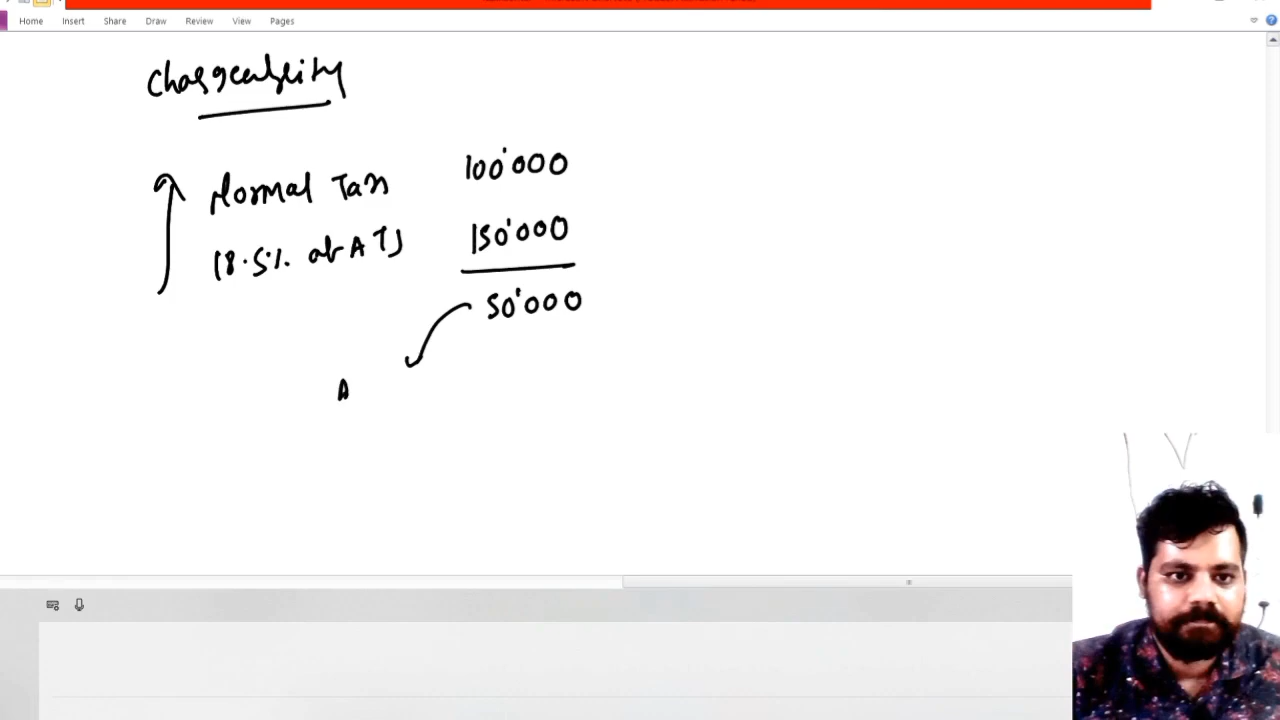 Home Insert Share Draw Review View Pages
Chargeability
Normal Tax 100'000
18.5% of ATI 150'000
50'000
A